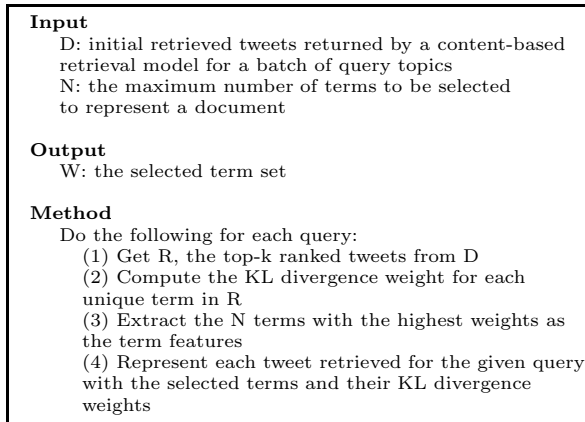 Input
D: initial retrieved tweets returned by a content-based
retrieval model for a batch of query topics
N: the maximum number of terms to be selected
to represent a document
Output
W: the selected term set
Method
Do the following for each query:
(1) Get R, the top-k ranked tweets from D
(2) Compute the KL divergence weight for each
unique term in R
(3) Extract the N terms with the highest weights as
the term features
(4) Represent each tweet retrieved for the given query
with the selected terms and their KL divergence
weights